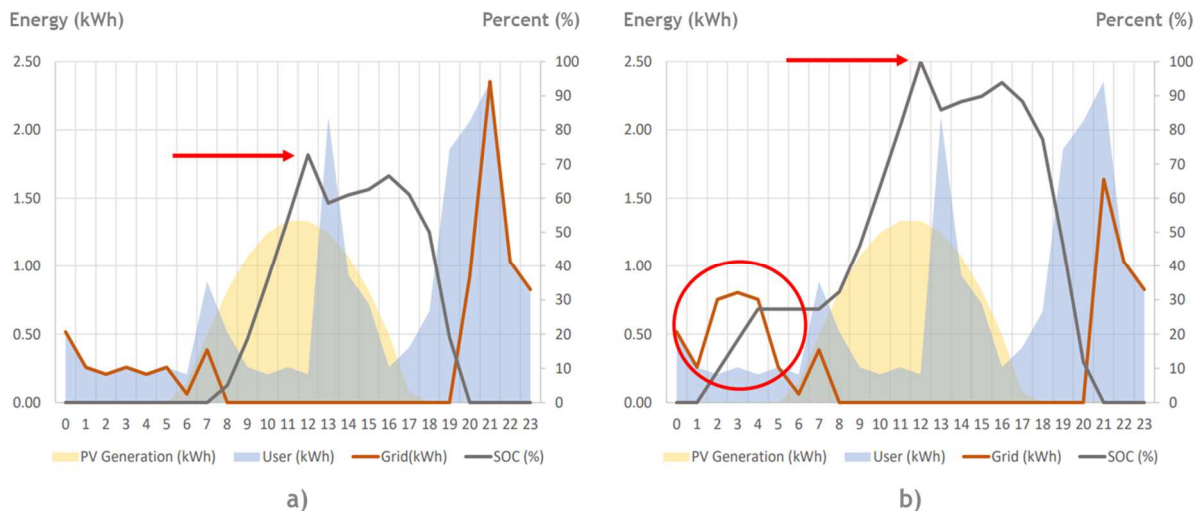 Energy (kWh) Percent (%)
2.50 100
90
2.00 80
70
1.50 60
50
1.00 40
30
0.50 20
10
0.00 0
0 1 2 3 4 5 6 7 8 9 10 11 12 13 14 15 16 17 18 19 20 21 22 23
PV Generation (kWh) User (kWh) Grid(kWh) SOC (%)
a)
Energy (kWh) Percent (%)
2.50 100
90
2.00 80
70
1.50 60
50
1.00 40
30
0.50 20
10
0.00 0
0 1 2 3 4 5 6 7 8 9 10 11 12 13 14 15 16 17 18 19 20 21 22 23
PV Generation (kWh) User (kWh) Grid (kWh) SOC (%)
b)